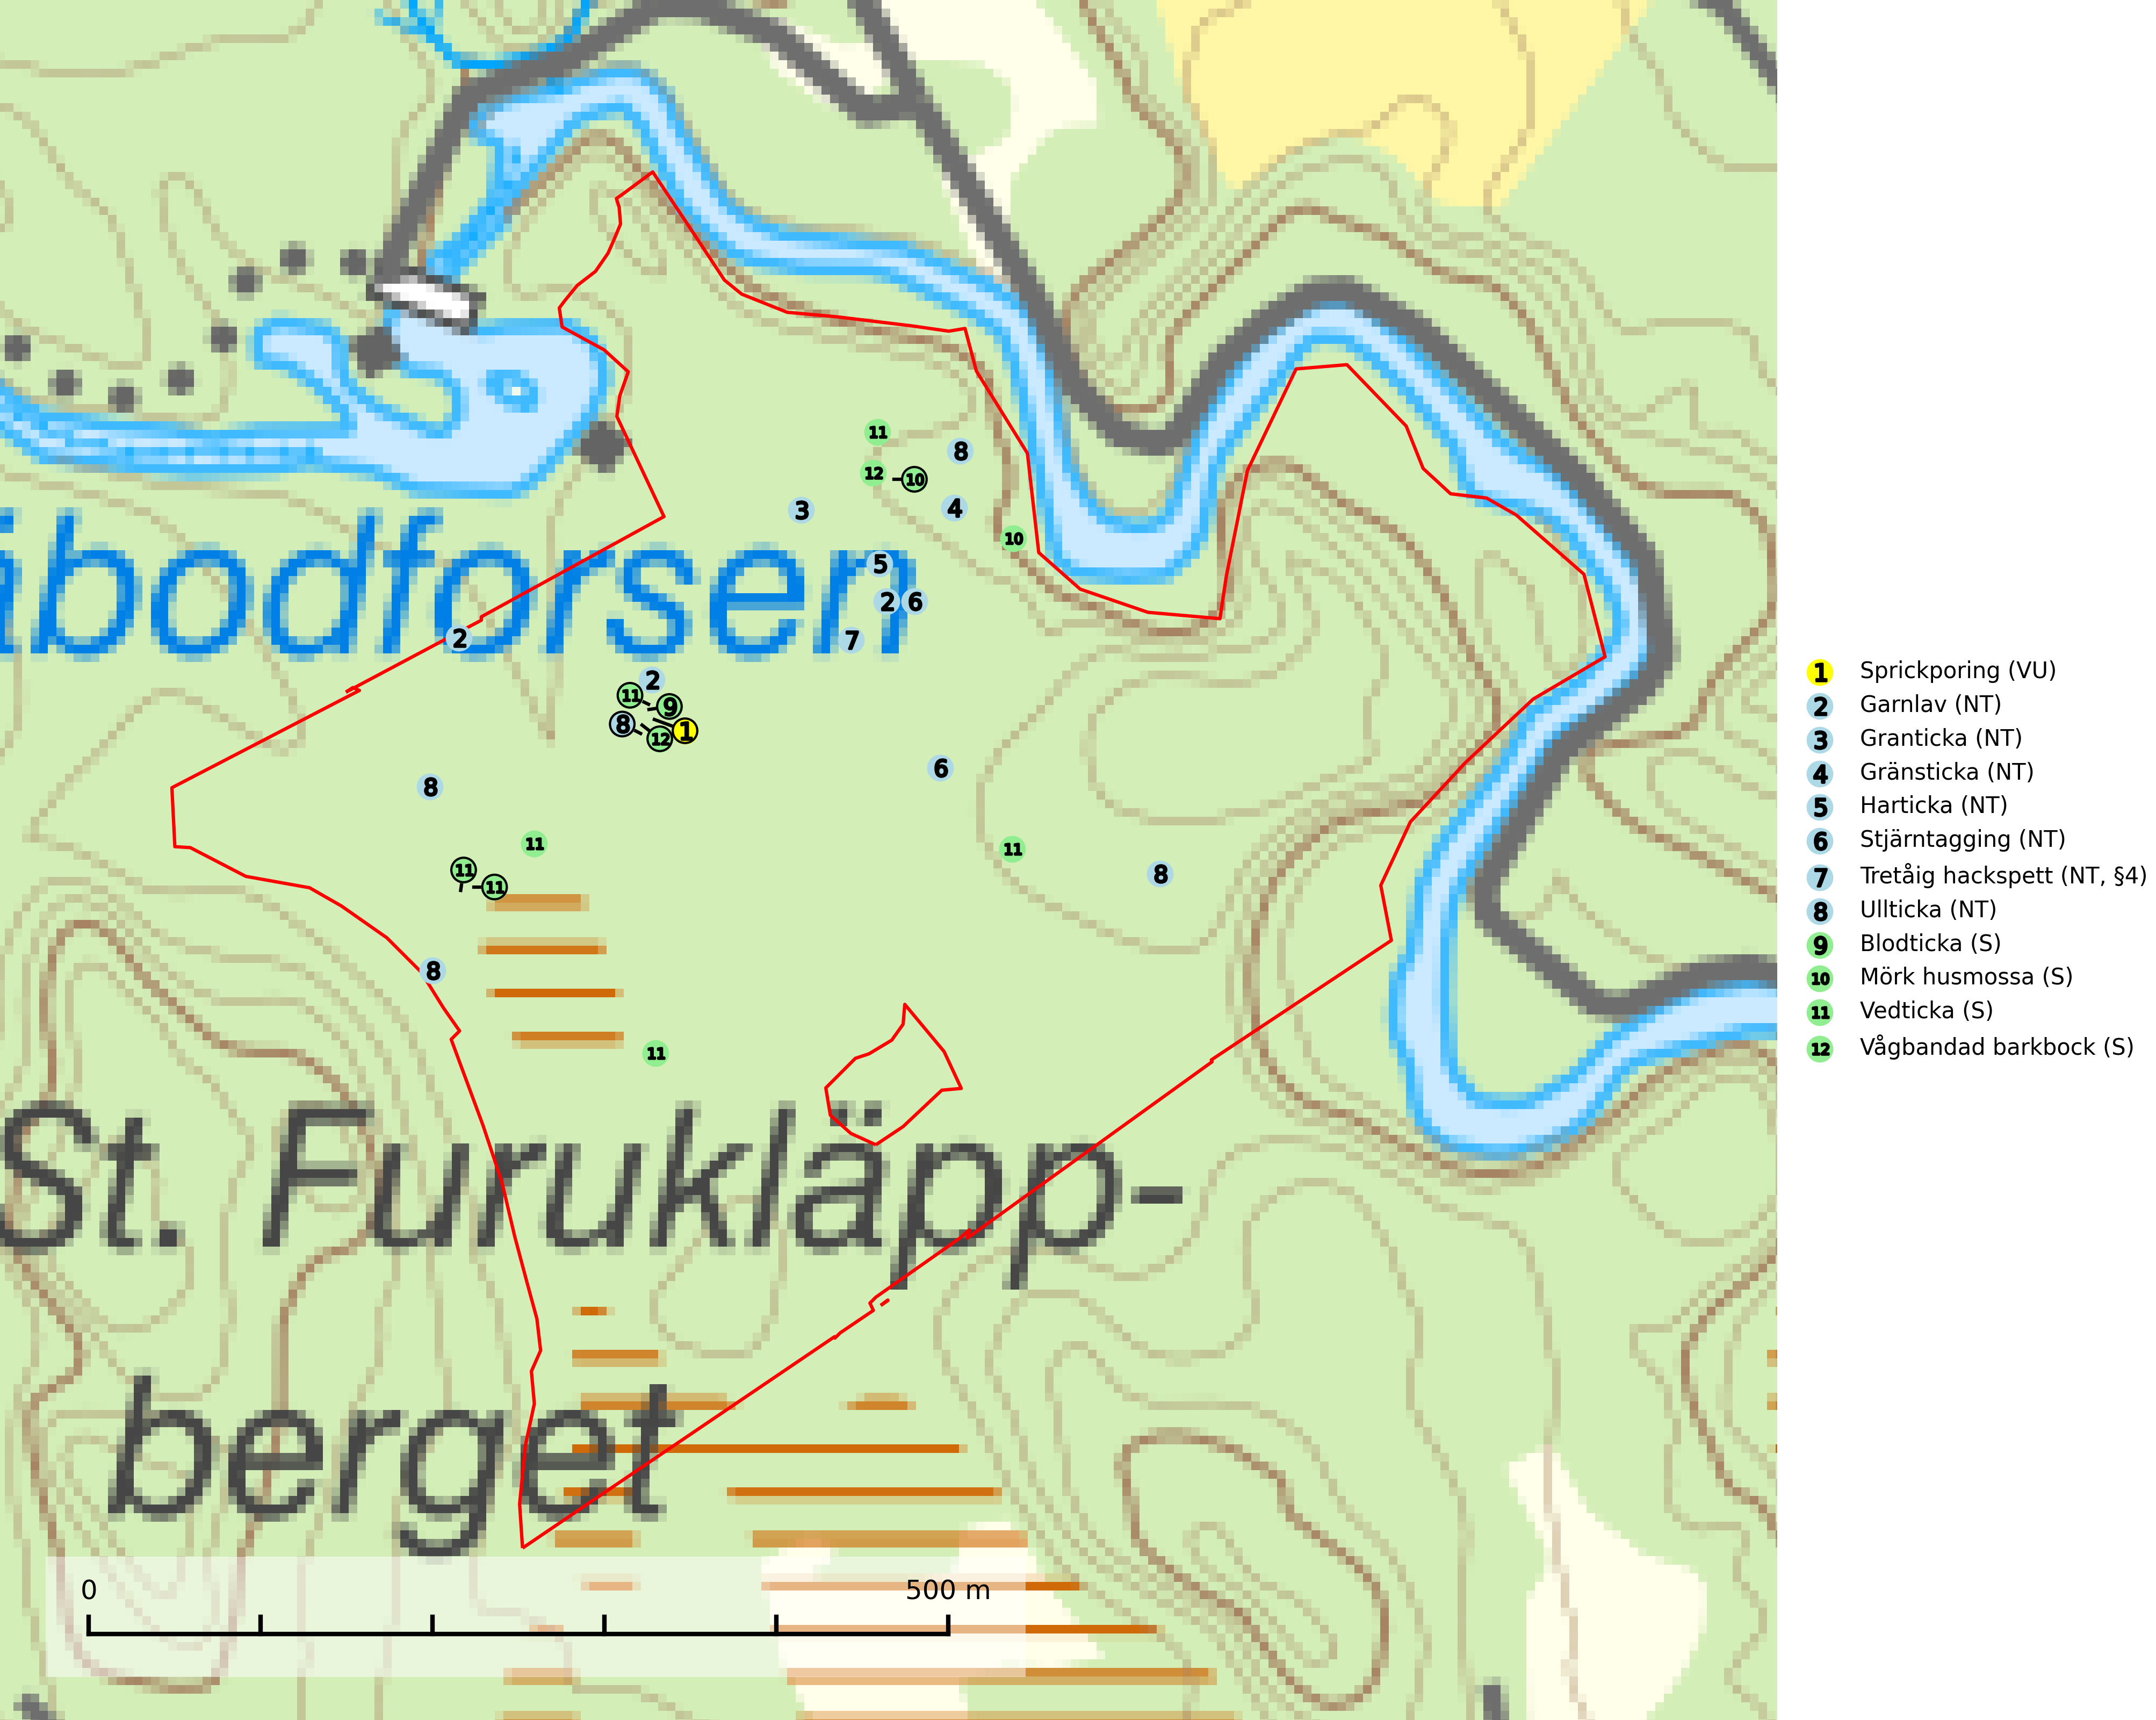 11
8
12
10
3
4
10
5
2
6
2
7
2
11
9
8
1
12
6
8
11
11
11
11
8
8
11
ibodforsen
St. Furukläpp-
berget
0
500 m
1 Sprickporing (VU)
2 Garnlav (NT)
3 Granticka (NT)
4 Gränsticka (NT)
5 Harticka (NT)
6 Stjärntagging (NT)
7 Tretåig hackspett (NT, §4)
8 Ullticka (NT)
9 Blodticka (S)
10 Mörk husmossa (S)
11 Vedticka (S)
12 Vågbandad barkbock (S)